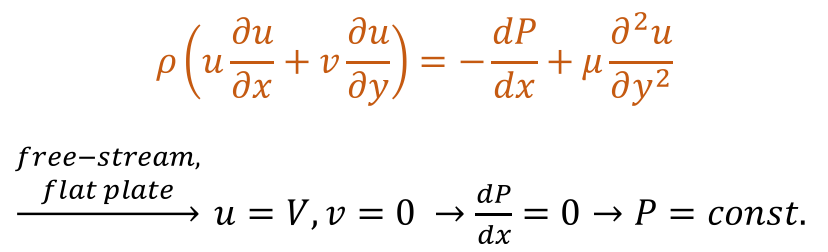 ρ(u ∂u/∂x + v ∂u/∂y) = − dP/dx + μ ∂²u/∂y²
free−stream,
flat plate
⟶ u = V, v = 0 → dP/dx = 0 → P = const.